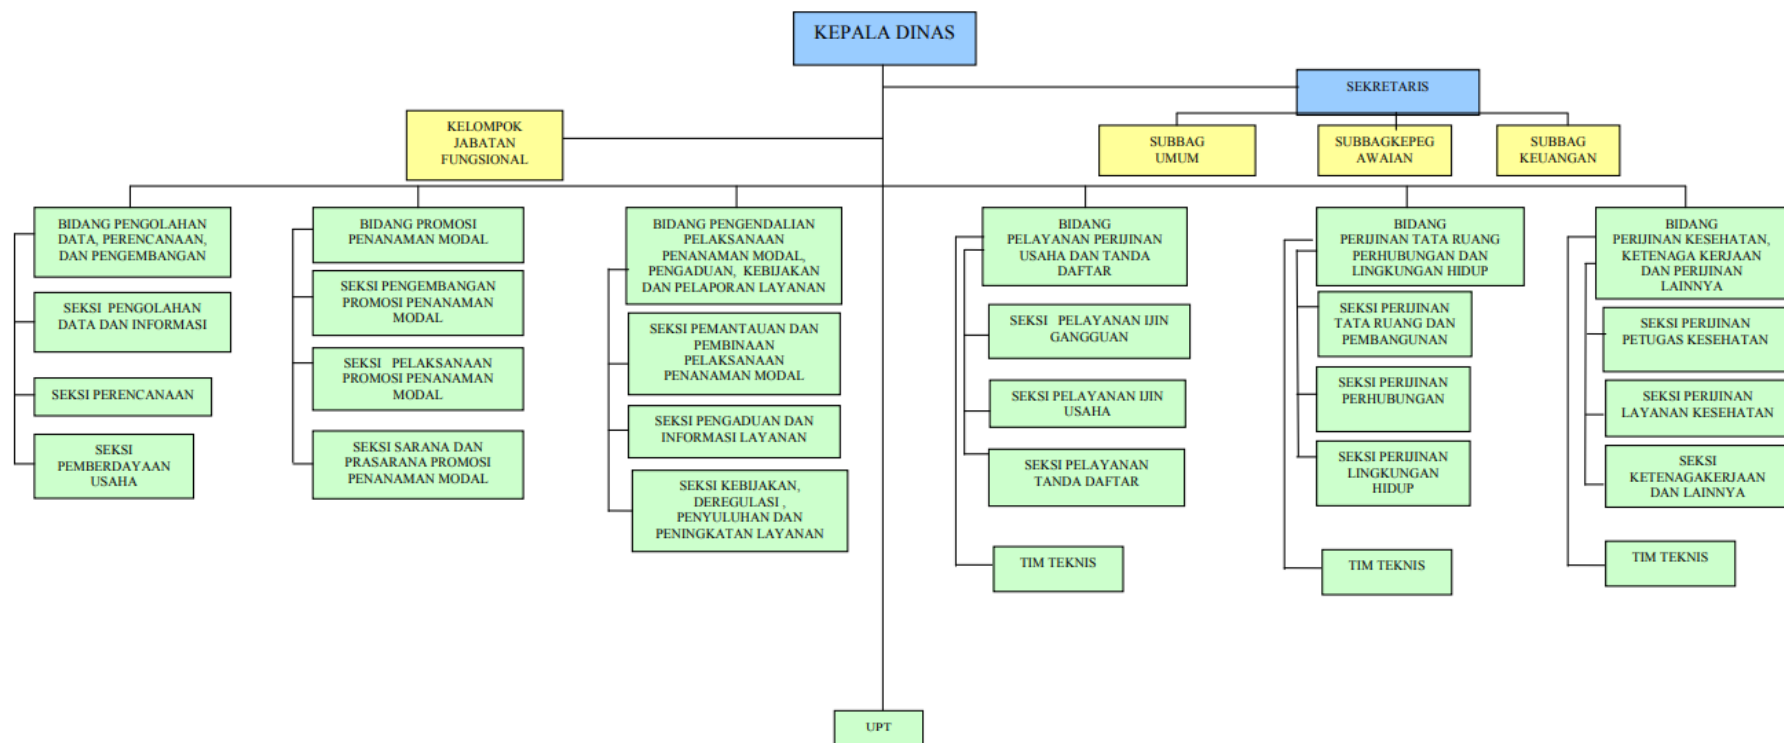 KEPALA DINAS
SEKRETARIS
KELOMPOK
JABATAN
FUNGSIONAL
SUBBAG
UMUM
SUBBAGKEPEG
AWAIAN
SUBBAG
KEUANGAN
BIDANG PENGOLAHAN
DATA, PERENCANAAN,
DAN PENGEMBANGAN
SEKSI PENGOLAHAN
DATA DAN INFORMASI
SEKSI PERENCANAAN
SEKSI
PEMBERDAYAAN
USAHA
BIDANG PROMOSI
PENANAMAN MODAL
SEKSI PENGEMBANGAN
PROMOSI PENANAMAN
MODAL
SEKSI PELAKSANAAN
PROMOSI PENANAMAN
MODAL
SEKSI SARANA DAN
PRASARANA PROMOSI
PENANAMAN MODAL
BIDANG PENGENDALIAN
PELAKSANAAN
PENANAMAN MODAL,
PENGADUAN, KEBIJAKAN
DAN PELAPORAN LAYANAN
SEKSI PEMANTAUAN DAN
PEMBINAAN
PELAKSANAAN
PENANAMAN MODAL
SEKSI PENGADUAN DAN
INFORMASI LAYANAN
SEKSI KEBIJAKAN,
DEREGULASI ,
PENYULUHAN DAN
PENINGKATAN LAYANAN
BIDANG
PELAYANAN PERIJINAN
USAHA DAN TANDA
DAFTAR
SEKSI PELAYANAN IJIN
GANGGUAN
SEKSI PELAYANAN IJIN
USAHA
SEKSI PELAYANAN
TANDA DAFTAR
TIM TEKNIS
BIDANG
PERIJINAN TATA RUANG
PERHUBUNGAN DAN
LINGKUNGAN HIDUP
SEKSI PERIJINAN
TATA RUANG DAN
PEMBANGUNAN
SEKSI PERIJINAN
PERHUBUNGAN
SEKSI PERIJINAN
LINGKUNGAN
HIDUP
TIM TEKNIS
BIDANG
PERIJINAN KESEHATAN,
KETENAGA KERJAAN
DAN PERIJINAN
LAINNYA
SEKSI PERIJINAN
PETUGAS KESEHATAN
SEKSI PERIJINAN
LAYANAN KESEHATAN
SEKSI
KETENAGAKERJAAN
DAN LAINNYA
TIM TEKNIS
UPT